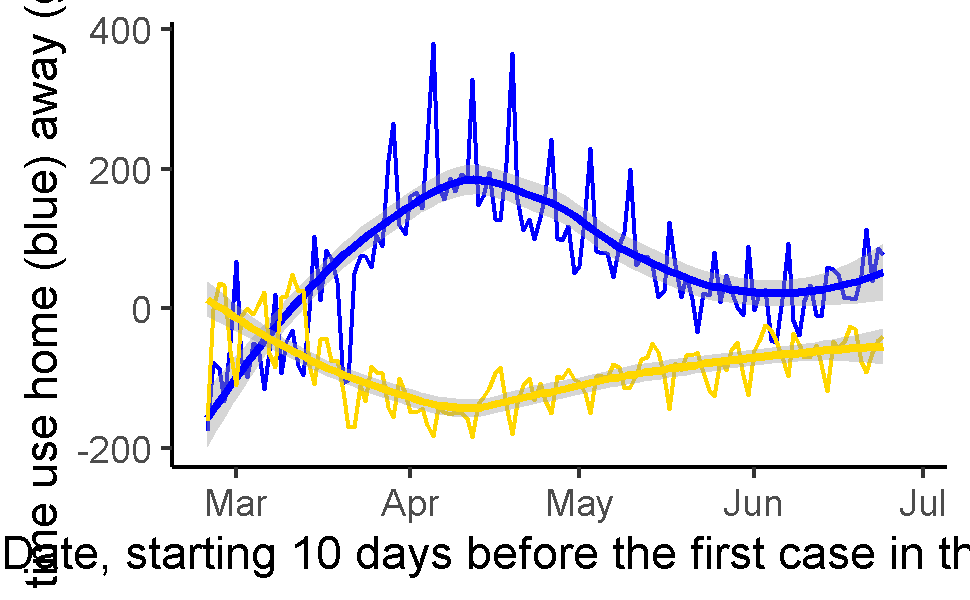 time use home (blue) away (
400
200
0
-200
Mar Apr May Jun Jul
Date, starting 10 days before the first case in th